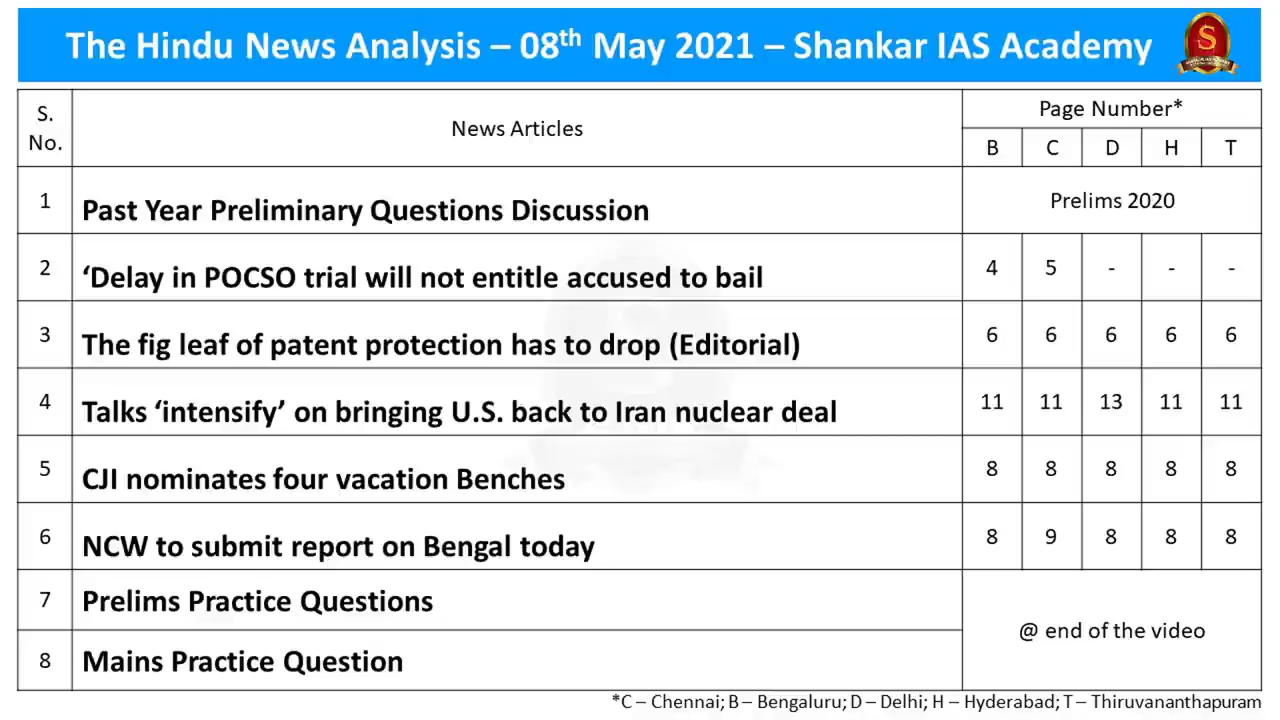 The Hindu News Analysis – 08th May 2021 – Shankar IAS Academy
S
S. No.
News Articles
Page Number*
B C D H T
1 Past Year Preliminary Questions Discussion Prelims 2020
2 ‘Delay in POCSO trial will not entitle accused to bail 4 5 - - -
3 The fig leaf of patent protection has to drop (Editorial) 6 6 6 6 6
4 Talks ‘intensify’ on bringing U.S. back to Iran nuclear deal 11 11 13 11 11
5 CJI nominates four vacation Benches 8 8 8 8 8
6 NCW to submit report on Bengal today 8 9 8 8 8
7 Prelims Practice Questions
@ end of the video
8 Mains Practice Question
*C – Chennai; B – Bengaluru; D – Delhi; H – Hyderabad; T – Thiruvananthapuram